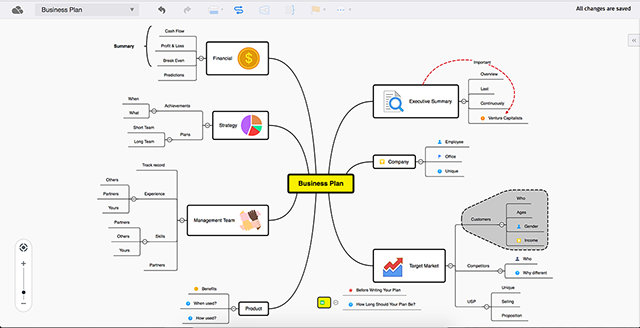 Business Plan
All changes are saved
Summary
Cash Flow
Profit & Loss
Break Even
Predictions
Financial
When
What
Achievements
Short Team
Long Team
Plans
Strategy
Track record
Others
Partners
Yours
Experience
Partners
Others
Yours
Skills
Partners
Management Team
Benefits
When used?
How used?
Product
Business Plan
Important
Executive Summary
Overview
Last
Continuously
Venture Capitalists
Company
Employee
Office
Unique
Target Market
Customers
Who
Ages
Gender
Income
Competitors
Who
Why different
USP
Unique
Selling
Proposition
Before Writing Your Plan
How Long Should Your Plan Be?